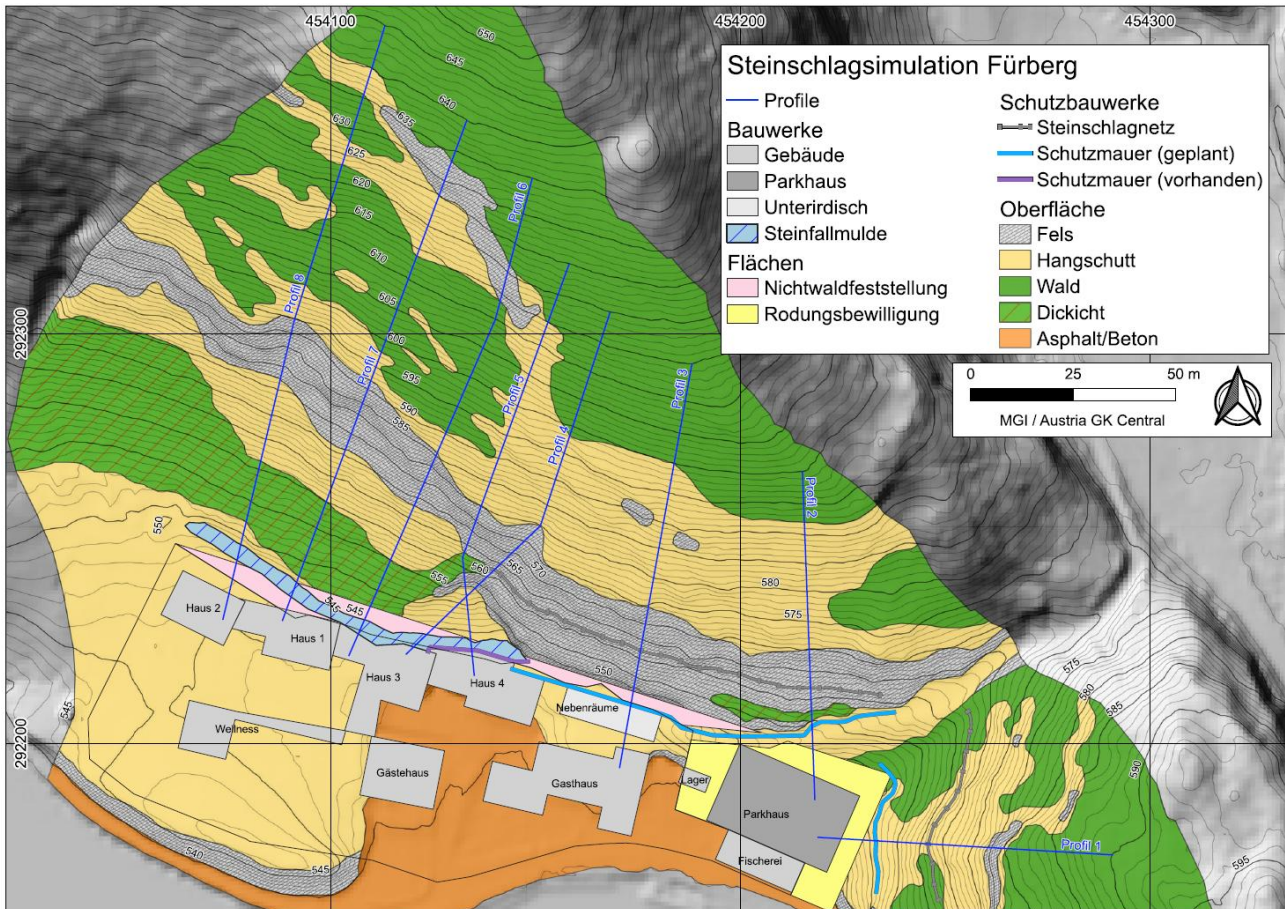 454100
454200
454300
292300
292200
Steinschlagsimulation Fürberg
Profile
Bauwerke
Gebäude
Parkhaus
Unterirdisch
Steinfallmulde
Flächen
Nichtwaldfeststellung
Rodungsbewilligung
Schutzbauwerke
Steinschlagnetz
Schutzmauer (geplant)
Schutzmauer (vorhanden)
Oberfläche
Fels
Hangschutt
Wald
Dickicht
Asphalt/Beton
0 25 50 m
MGI / Austria GK Central
650
645
640
635
630
625
620
615
610
605
600
595
590
585
Profil 8
Profil 7
Profil 6
Profil 5
Profil 4
Profil 3
Profil 2
Profil 1
580
575
570
565
560
555
550
550
545
545
545
545
540
550
575
580
585
590
595
Haus 2
Haus 1
Haus 3
Haus 4
Nebenräume
Wellness
Gästehaus
Gasthaus
Lager
Parkhaus
Fischerei